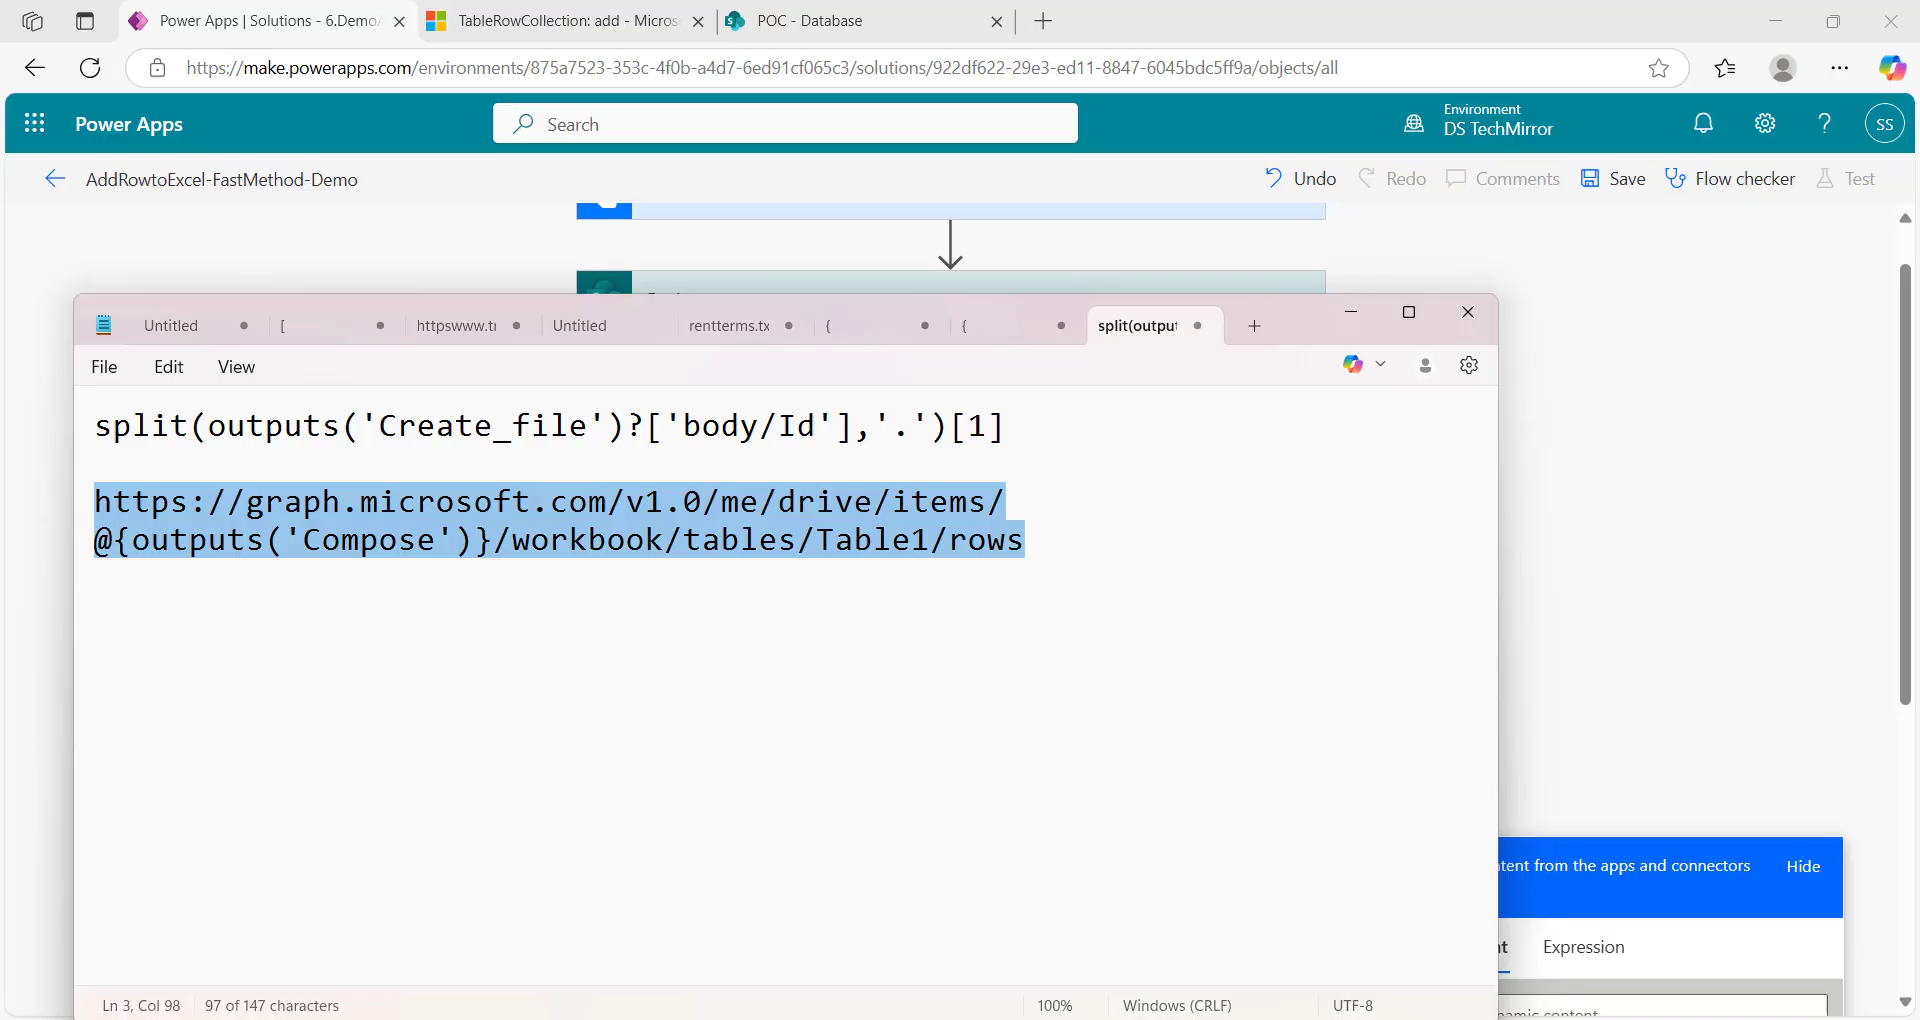 Power Apps | Solutions - 6.Demo
TableRowCollection: add - Micros
POC - Database
https://make.powerapps.com/environments/875a7523-353c-4f0b-a4d7-6ed91cf065c3/solutions/922df622-29e3-ed11-8847-6045bdc5ff9a/objects/all
Power Apps
Search
Environment
DS TechMirror
SS
AddRowtoExcel-FastMethod-Demo
Undo
Redo
Comments
Save
Flow checker
Test
Untitled
[
httpswww.tı
Untitled
rentterms.tx
{
{
split(output
File
Edit
View
split(outputs('Create_file')?['body/Id'],'.')[1]
https://graph.microsoft.com/v1.0/me/drive/items/
@{outputs('Compose')}/workbook/tables/Table1/rows
tent from the apps and connectors
Hide
nt
Expression
Ln 3, Col 98
97 of 147 characters
100%
Windows (CRLF)
UTF-8